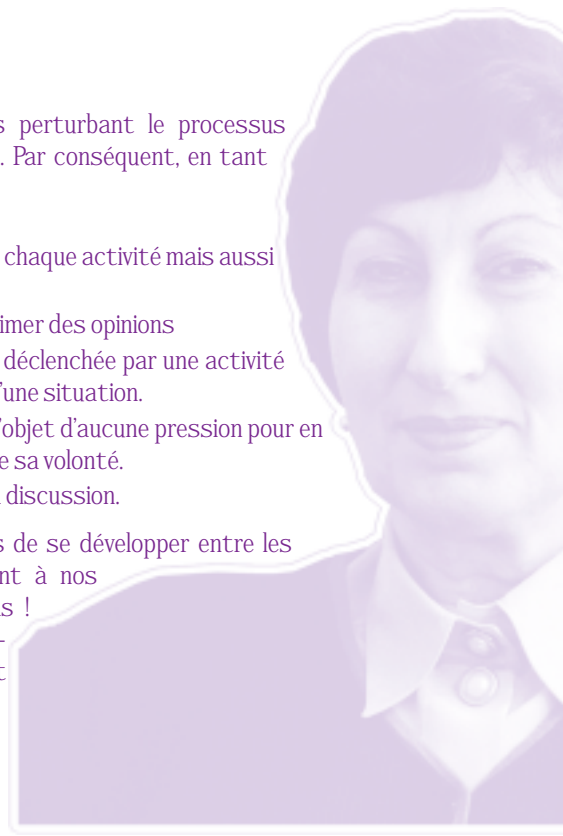 perturbant le processus
. Par conséquent, en tant
chaque activité mais aussi
imer des opinions
déclenchée par une activité
'une situation.
'objet d'aucune pression pour en
e sa volonté.
discussion.
s de se développer entre les
nt à nos
s !
-
t